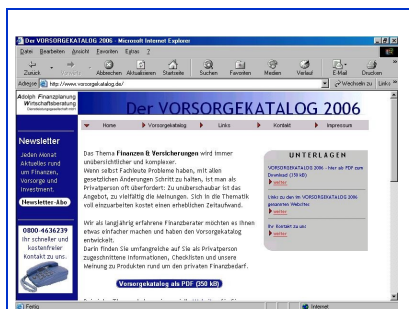 Der VORSORGEKATALOG 2006 - Microsoft Internet Explorer
Datei Bearbeiten Ansicht Favoriten Extras ?
Zurück Abbrechen Aktualisieren Startseite Suchen Favoriten Medien Verlauf E-Mail Drucken
Adresse http://www.vorsorgekatalog.de/ Wechseln zu Links
Adolph Finanzplanung
Wirtschaftsberatung
Der VORSORGEKATALOG 2006
Home Vorsorgekatalog Links Kontakt Impressum
Newsletter
Jeden Monat
Aktuelles rund
um Finanzen,
Vorsorge und
Investment.
Newsletter-Abo
0800-4636239
Ihr schneller und
kostenfreier
Kontakt zu uns.
Das Thema Finanzen & Versicherungen wird immer
unübersichtlicher und komplexer.
Wenn selbst Fachleute Probleme haben, mit allen
gesetzlichen Änderungen Schritt zu halten, ist man als
Privatperson oft überfordert: Zu unüberschaubar ist das
Angebot, zu vielfältig die Meinungen. Sich in die Thematik
voll einzuarbeiten kostet einen erheblichen Zeitaufwand.
Wir als langjährig erfahrene Finanzberater möchten es Ihnen
etwas einfacher machen und haben den Vorsorgekatalog
entwickelt.
Darin finden Sie umfangreiche auf Sie als Privatperson
zugeschnittene Informationen, Checklisten und unsere
Meinung zu Produkten rund um den privaten Finanzbedarf.
Vorsorgekatalog als PDF (350 kB)
UNTERLAGEN
VORSORGEKATALOG 2006 - hier als PDF zum
Download (350 kB)
weiter
Links zu den im VORSORGEKATALOG 2006
genannten Websites
weiter
Ihr Kontakt zu uns
weiter
Fertig Internet